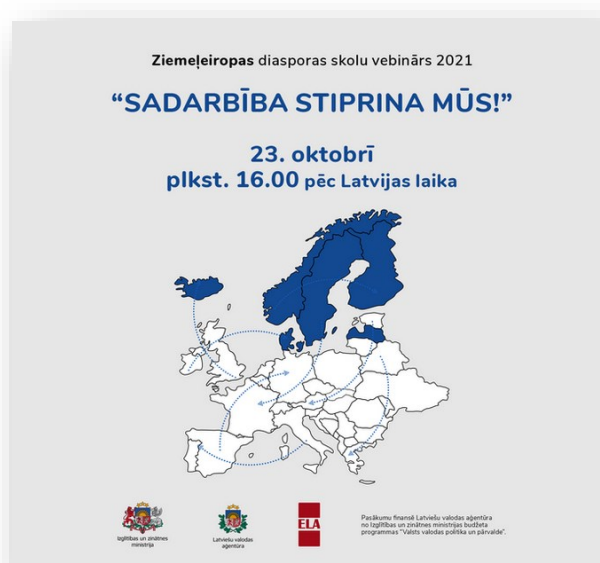 Ziemeļeiropas diasporas skolu vebinārs 2021
“SADARBĪBA STIPRINA MŪS!”
23. oktobrī
plkst. 16.00 pēc Latvijas laika
Izglītības un zinātnes
ministrija
Latviešu valodas
aģentūra
ELA
Pasākumu finansē Latviešu valodas aģentūra
no Izglītības un zinātnes ministrijas budžeta
programmas "Valsts valodas politika un pārvalde".